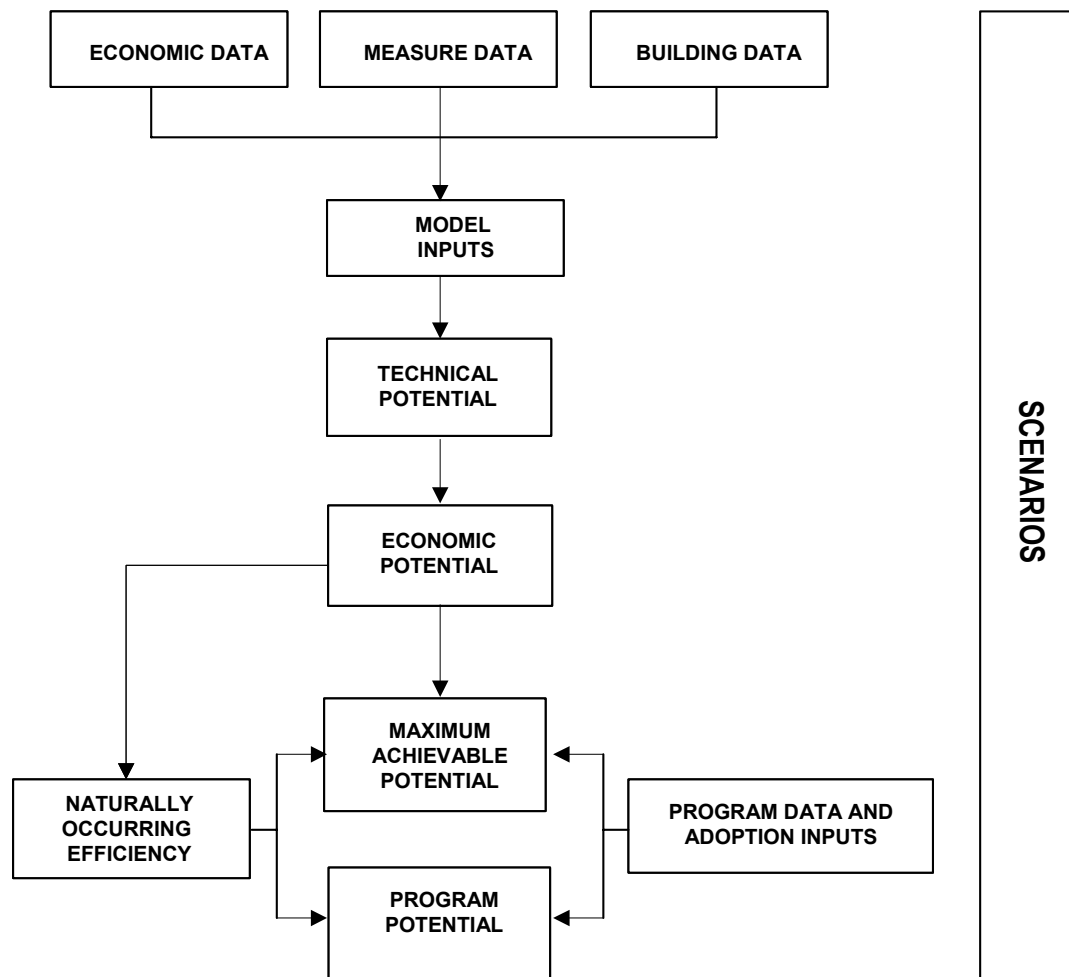 ECONOMIC DATA
MEASURE DATA
BUILDING DATA
MODEL
INPUTS
TECHNICAL
POTENTIAL
ECONOMIC
POTENTIAL
MAXIMUM
ACHIEVABLE
POTENTIAL
NATURALLY
OCCURRING
EFFICIENCY
PROGRAM DATA AND
ADOPTION INPUTS
PROGRAM
POTENTIAL
SCENARIOS